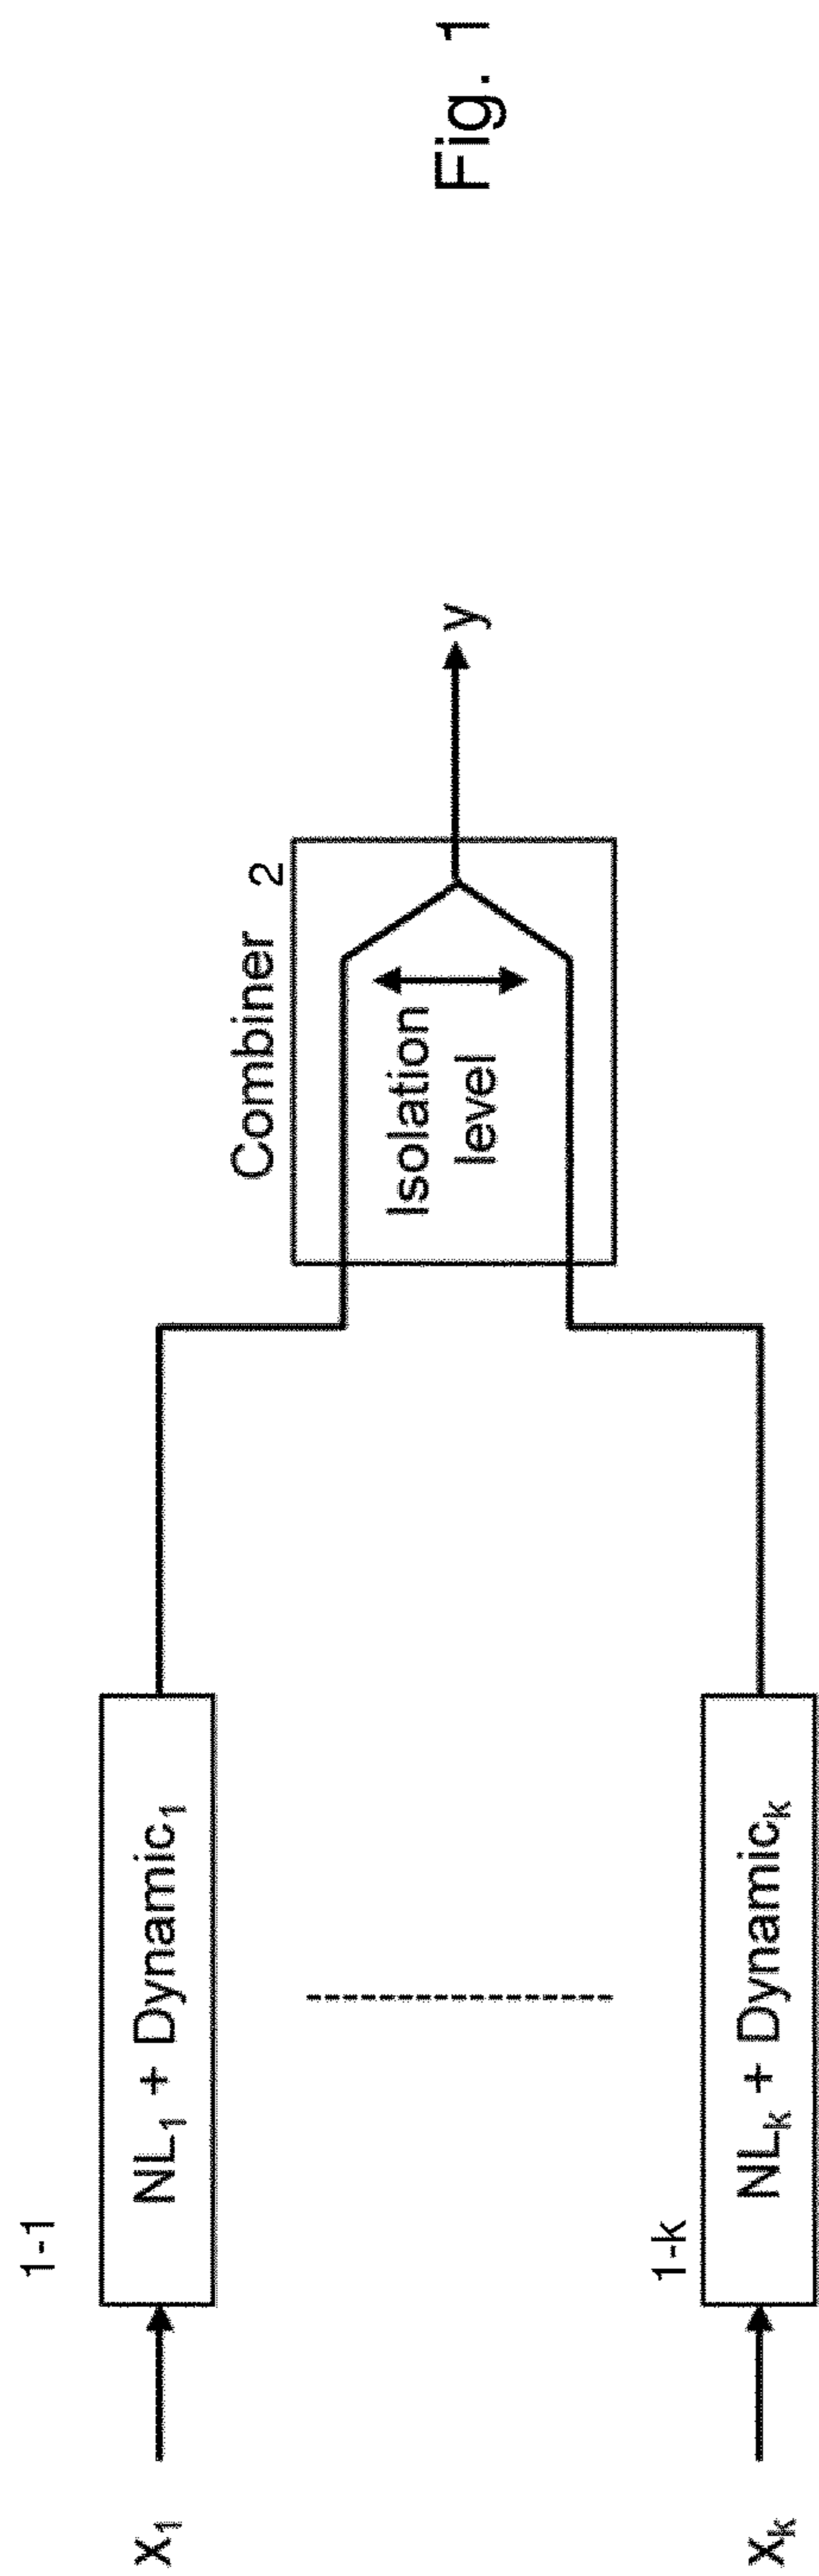 1-1
x₁
NL₁ + Dynamic₁
Combiner 2
Isolation
level
y
1-k
xₖ
NLₖ + Dynamicₖ
Fig. 1